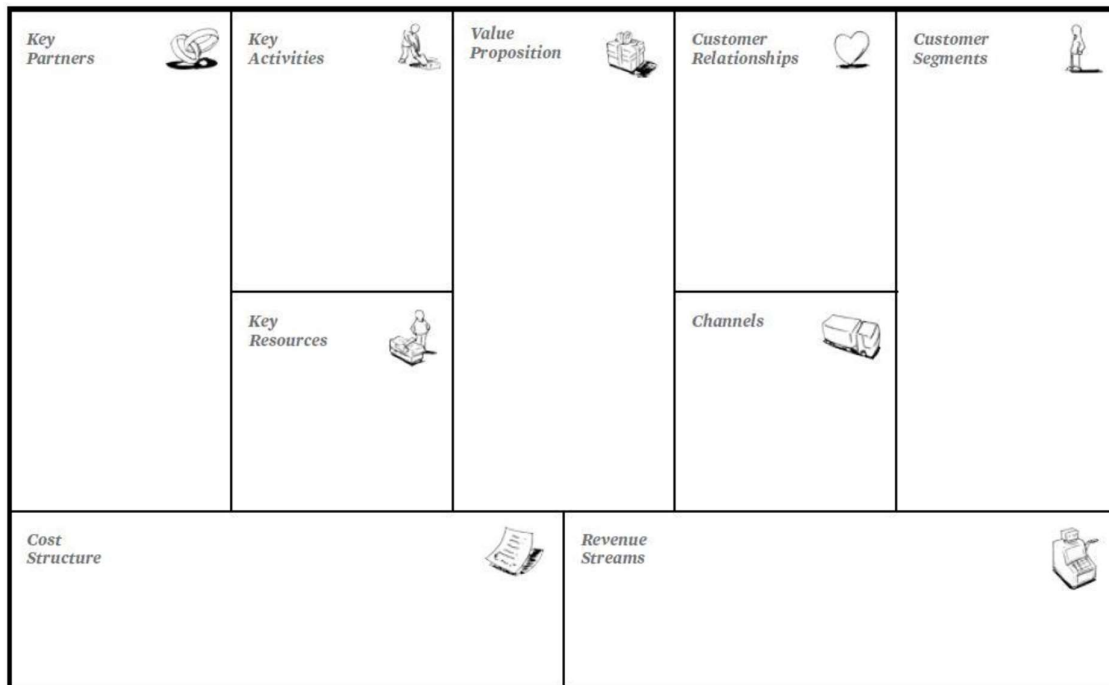 Key
Partners
Key
Activities
Value
Proposition
Customer
Relationships
Customer
Segments
Key
Resources
Channels
Cost
Structure
Revenue
Streams